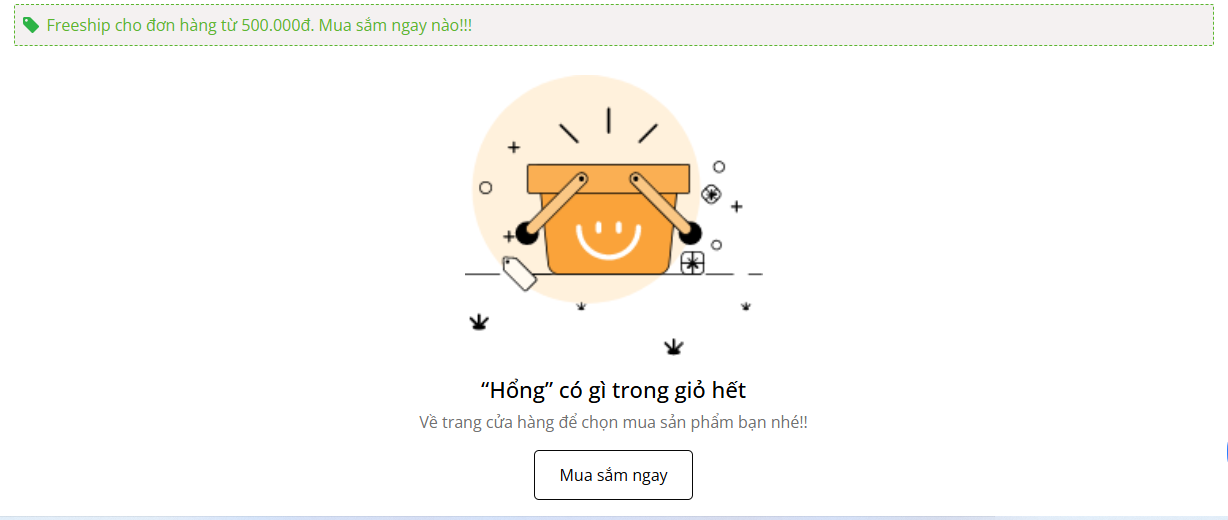 Freeship cho đơn hàng từ 500.000đ. Mua sắm ngay nào!!!
“Hổng” có gì trong giỏ hết
Về trang cửa hàng để chọn mua sản phẩm bạn nhé!!
Mua sắm ngay